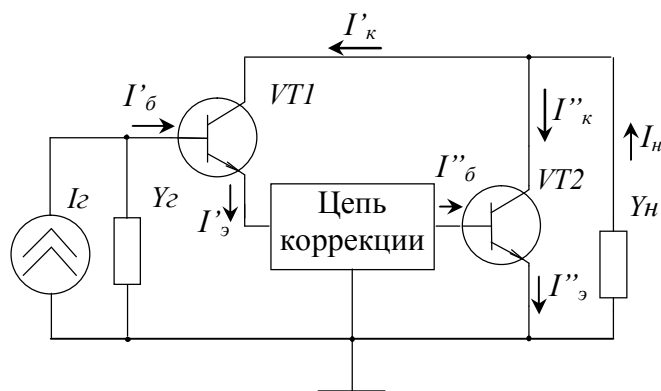 I’к
I’б
VT1
I”к
Iн
Iг
Yг
I’э
I”б
VT2
Yн
Цепь
коррекции
I”э